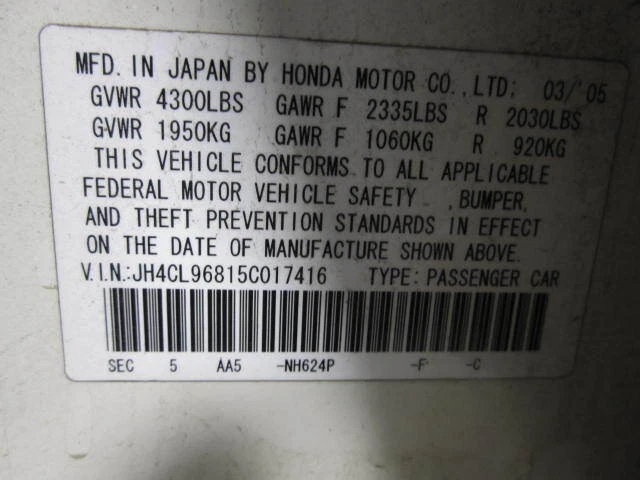 MFD. IN JAPAN BY HONDA MOTOR CO., LTD; 03/'05
GVWR 4300LBS GAWR F 2335LBS R 2030LBS
GVWR 1950KG GAWR F 1060KG R 920KG
THIS VEHICLE CONFORMS TO ALL APPLICABLE
FEDERAL MOTOR VEHICLE SAFETY , BUMPER,
AND THEFT PREVENTION STANDARDS IN EFFECT
ON THE DATE OF MANUFACTURE SHOWN ABOVE.
V.I.N.:JH4CL96815C017416 TYPE: PASSENGER CAR
SEC 5 AA5 -NH624P -F -C